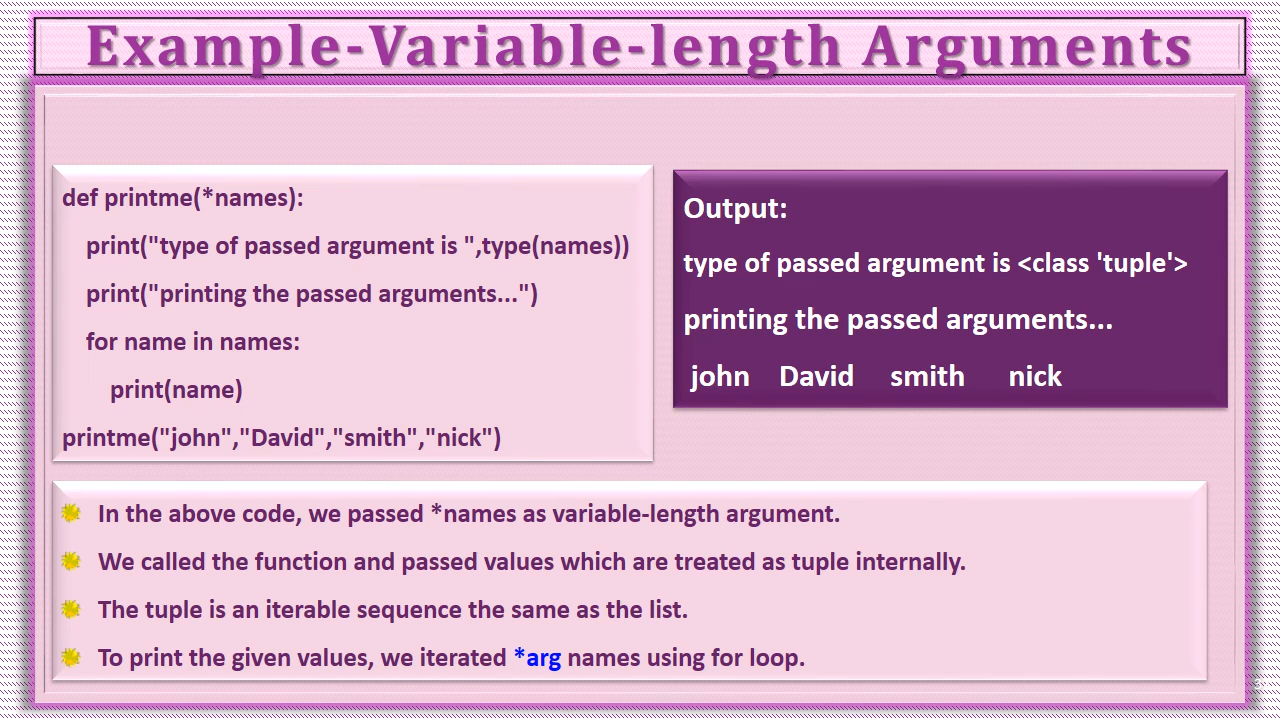 Example-Variable-length Arguments
def printme(*names):
print("type of passed argument is ",type(names))
print("printing the passed arguments...")
for name in names:
print(name)
printme("john","David","smith","nick")
Output:
type of passed argument is <class 'tuple'>
printing the passed arguments...
john David smith nick
In the above code, we passed *names as variable-length argument.
We called the function and passed values which are treated as tuple internally.
The tuple is an iterable sequence the same as the list.
To print the given values, we iterated *arg names using for loop.